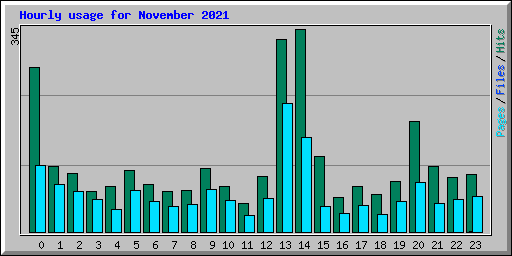 Hourly usage for November 2021
345
Pages / Files / Hits
0 1 2 3 4 5 6 7 8 9 10 11 12 13 14 15 16 17 18 19 20 21 22 23